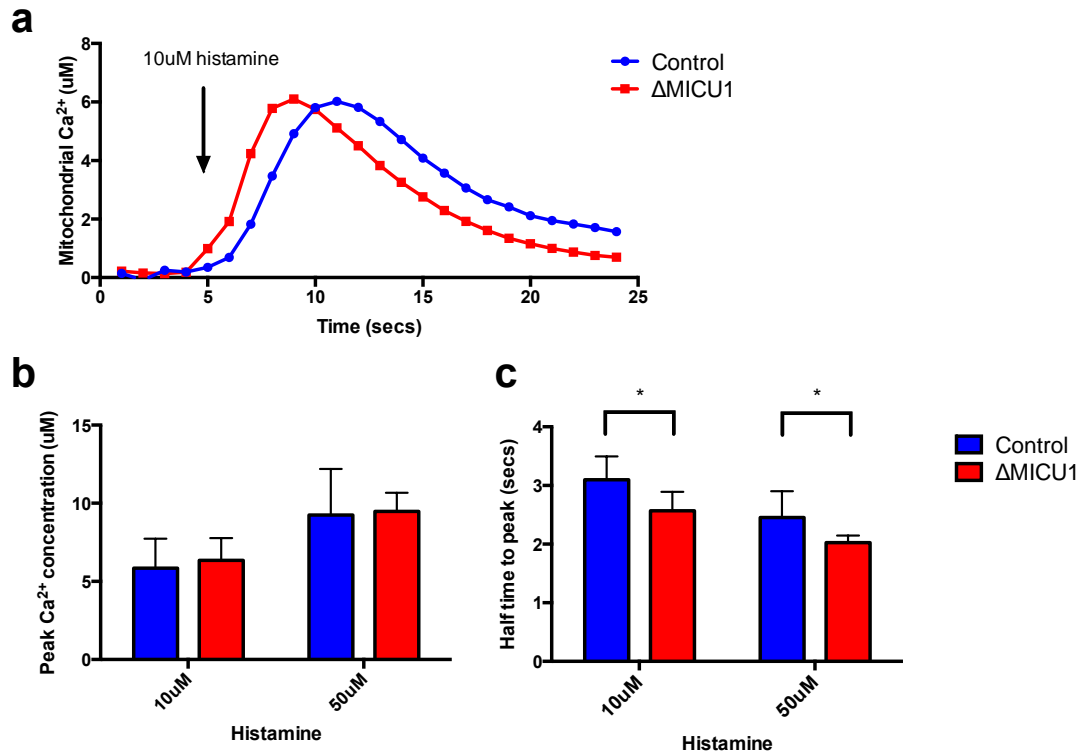 a
10uM histamine
Control
ΔMICU1
Mitochondrial Ca²⁺ (uM)
8
6
4
2
0
0 5 10 15 20 25
Time (secs)
b
Peak Ca²⁺ concentration (uM)
15
10
5
0
10uM 50uM
Histamine
c
* *
Half time to peak (secs)
4
3
2
1
0
10uM 50uM
Histamine
Control
ΔMICU1